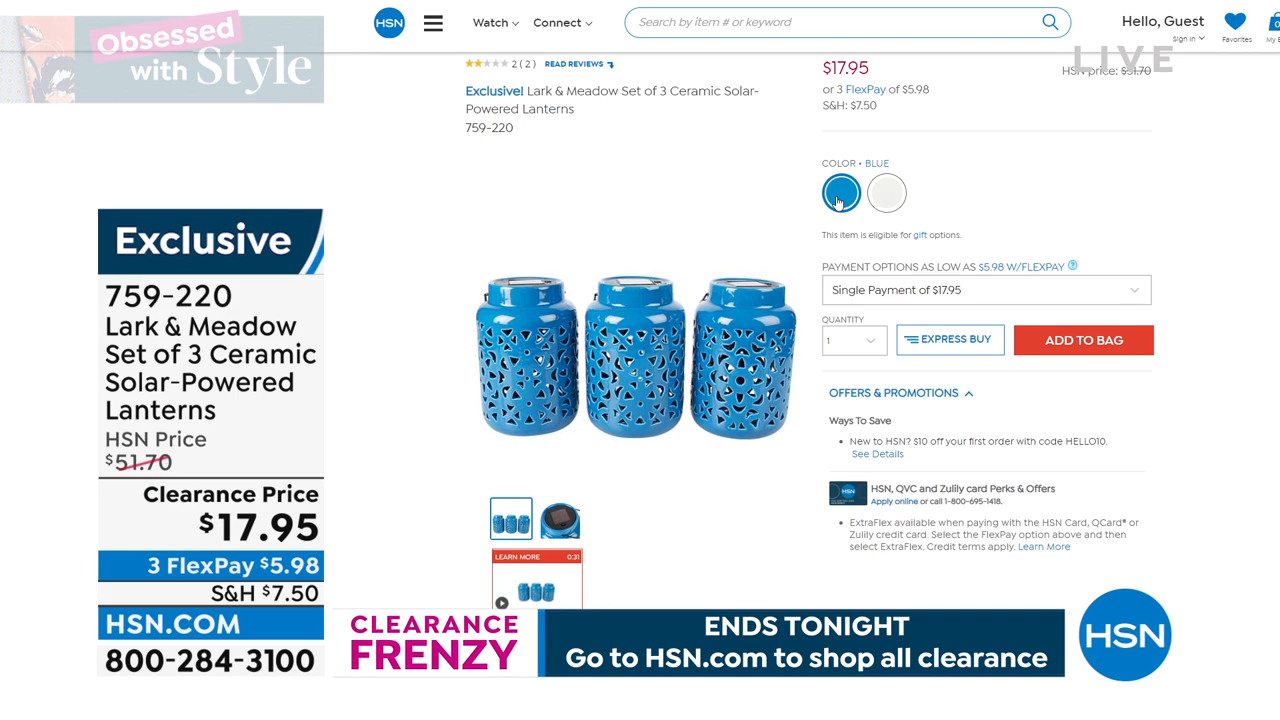 Obsessed
with Style
Exclusive
759-220
Lark & Meadow
Set of 3 Ceramic
Solar-Powered
Lanterns
HSN Price
$51.70
Clearance Price
$17.95
3 FlexPay $5.98
S&H $7.50
HSN.COM
800-284-3100
HSN
Watch
Connect
Search by item # or keyword
Hello, Guest
Sign In
Favorites
0
LIVE
2 ( 2 ) READ REVIEWS
Exclusive! Lark & Meadow Set of 3 Ceramic Solar-
Powered Lanterns
759-220
$17.95
HSN price: $51.70
or 3 FlexPay of $5.98
S&H: $7.50
COLOR • BLUE
This item is eligible for gift options.
PAYMENT OPTIONS AS LOW AS $5.98 W/FLEXPAY ?
Single Payment of $17.95
QUANTITY
1
EXPRESS BUY
ADD TO BAG
OFFERS & PROMOTIONS
Ways To Save
• New to HSN? $10 off your first order with code HELLO10.
See Details
HSN
HSN, QVC and Zulily card Perks & Offers
Apply online or call 1-800-695-1418.
• ExtraFlex available when paying with the HSN Card, QCard® or
Zulily credit card. Select the FlexPay option above and then
select ExtraFlex. Credit terms apply. Learn More
LEARN MORE 0:31
CLEARANCE
FRENZY
ENDS TONIGHT
Go to HSN.com to shop all clearance
HSN